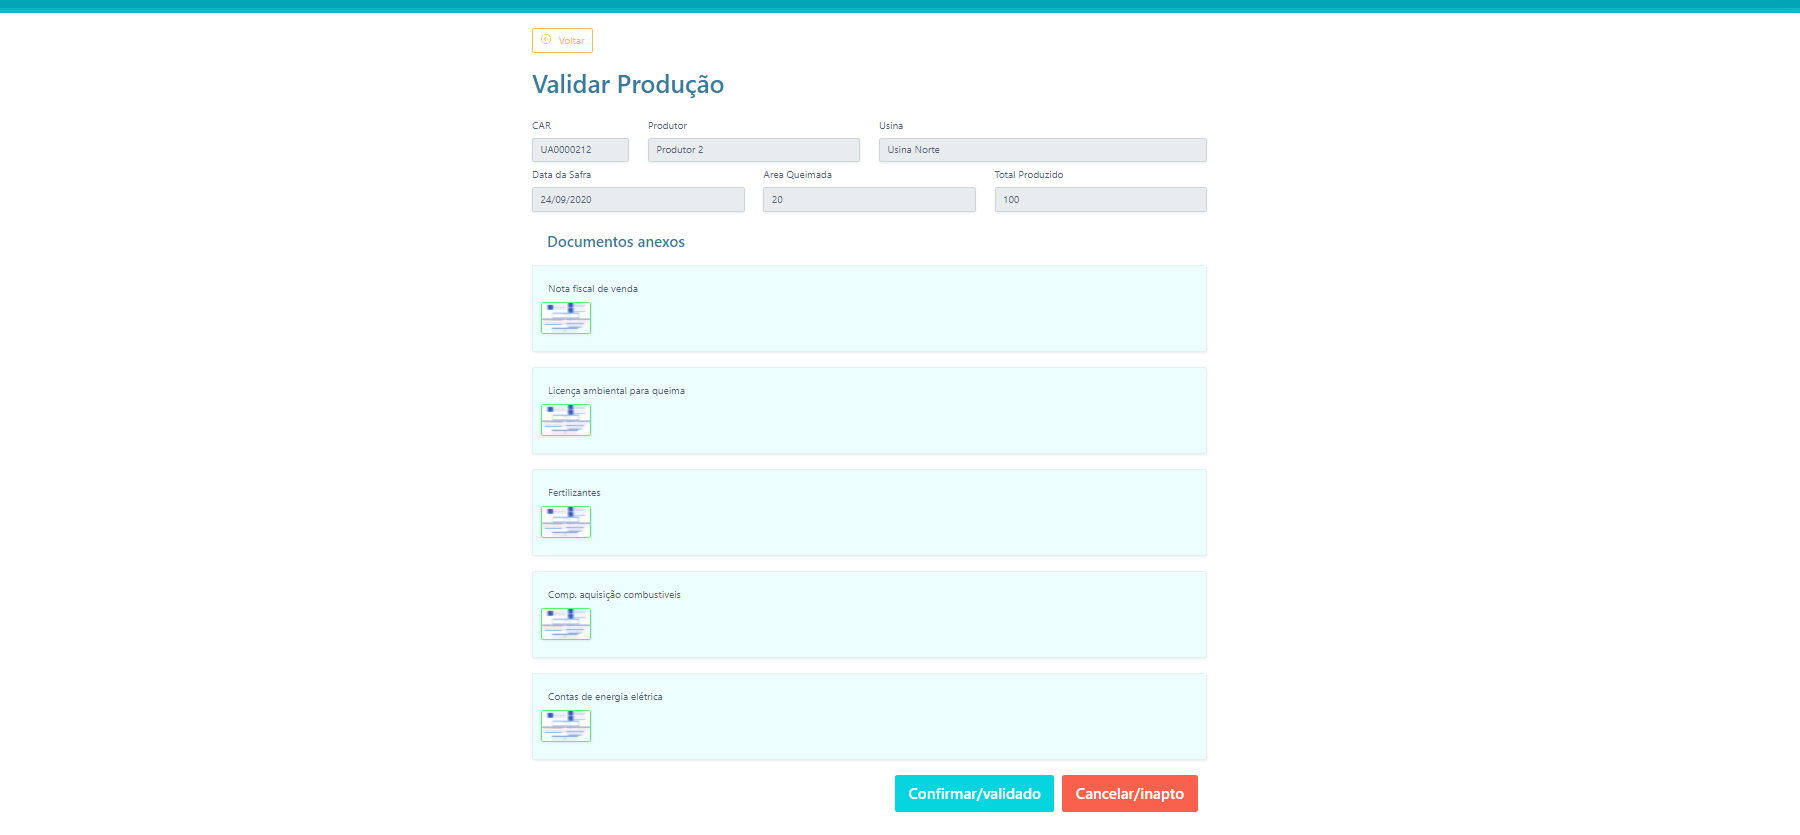 Voltar
Validar Produção
CAR Produtor Usina
UA0000212 Produtor 2 Usina Norte
Data da Safra Area Queimada Total Produzido
24/09/2020 20 100
Documentos anexos
Nota fiscal de venda
Licença ambiental para queima
Fertilizantes
Comp. aquisição combustiveis
Contas de energia elétrica
Confirmar/validado Cancelar/inapto